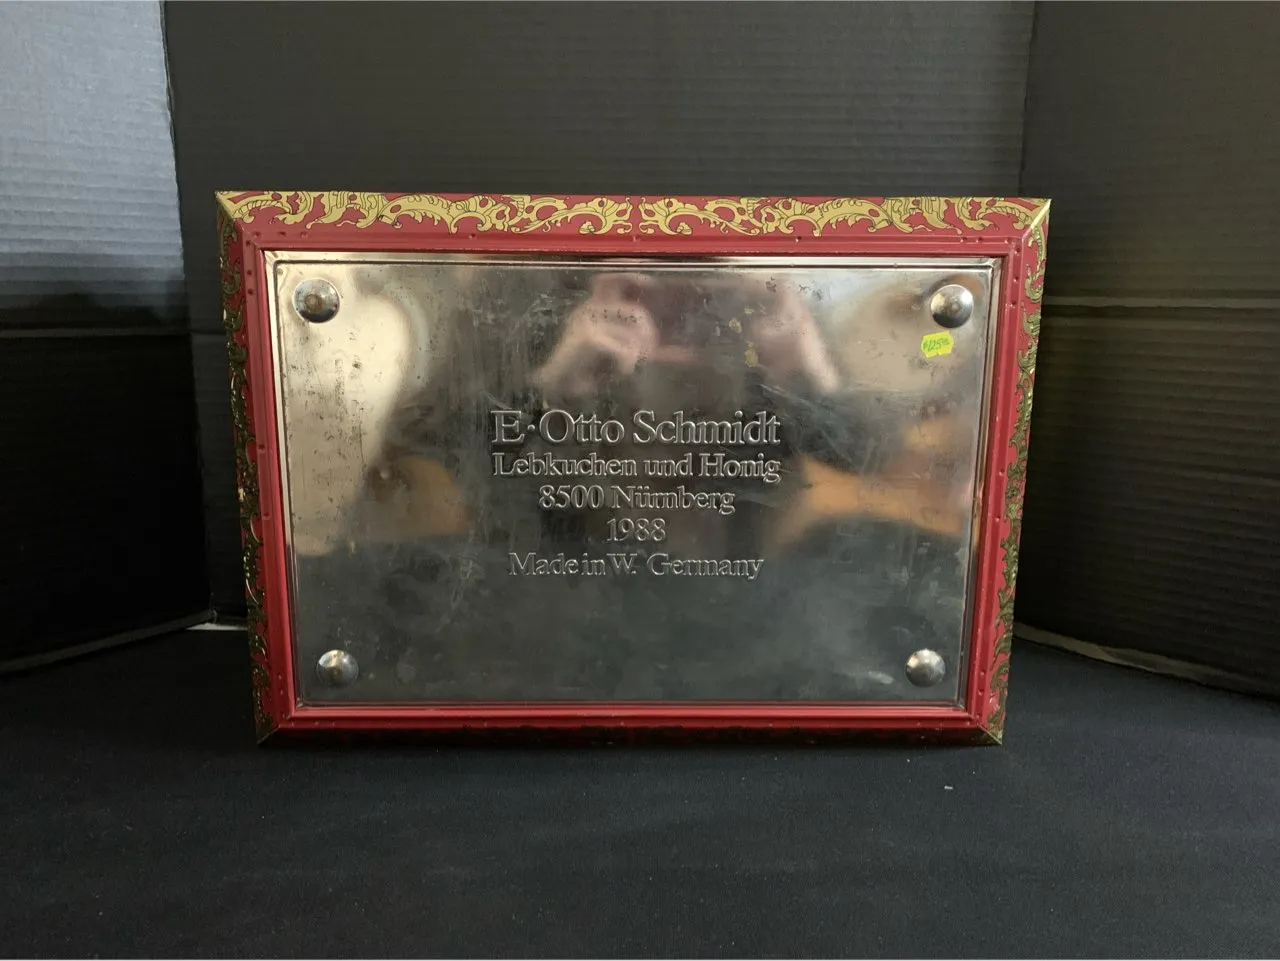 E·Otto Schmidt
Lebkuchen und Honig
8500 Nürnberg
1988
Made in W. Germany